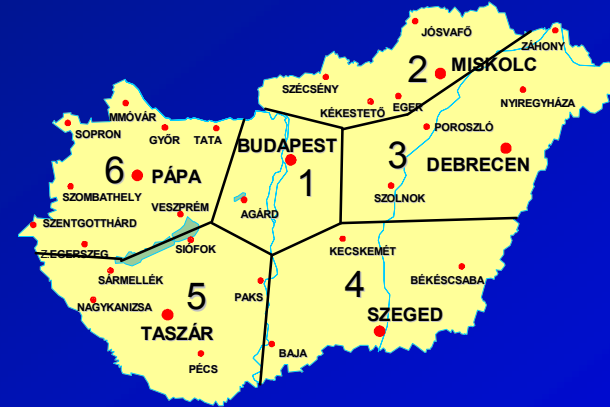 JÓSVAFŐ
ZÁHONY
2 MISKOLC
SZÉCSÉNY
KÉKESTETŐ
EGER
NYIREGYHÁZA
MMÓVÁR
SOPRON
GYŐR
TATA
BUDAPEST
1
POROSZLÓ
3
DEBRECEN
6 PÁPA
SZOMBATHELY
VESZPRÉM
AGÁRD
SZOLNOK
SZENTGOTTHÁRD
Z.EGERSZEG
SIÓFOK
KECSKEMÉT
SÁRMELLÉK
NAGYKANIZSA
5
PAKS
4
BÉKÉSCSABA
TASZÁR
SZEGED
PÉCS
BAJA